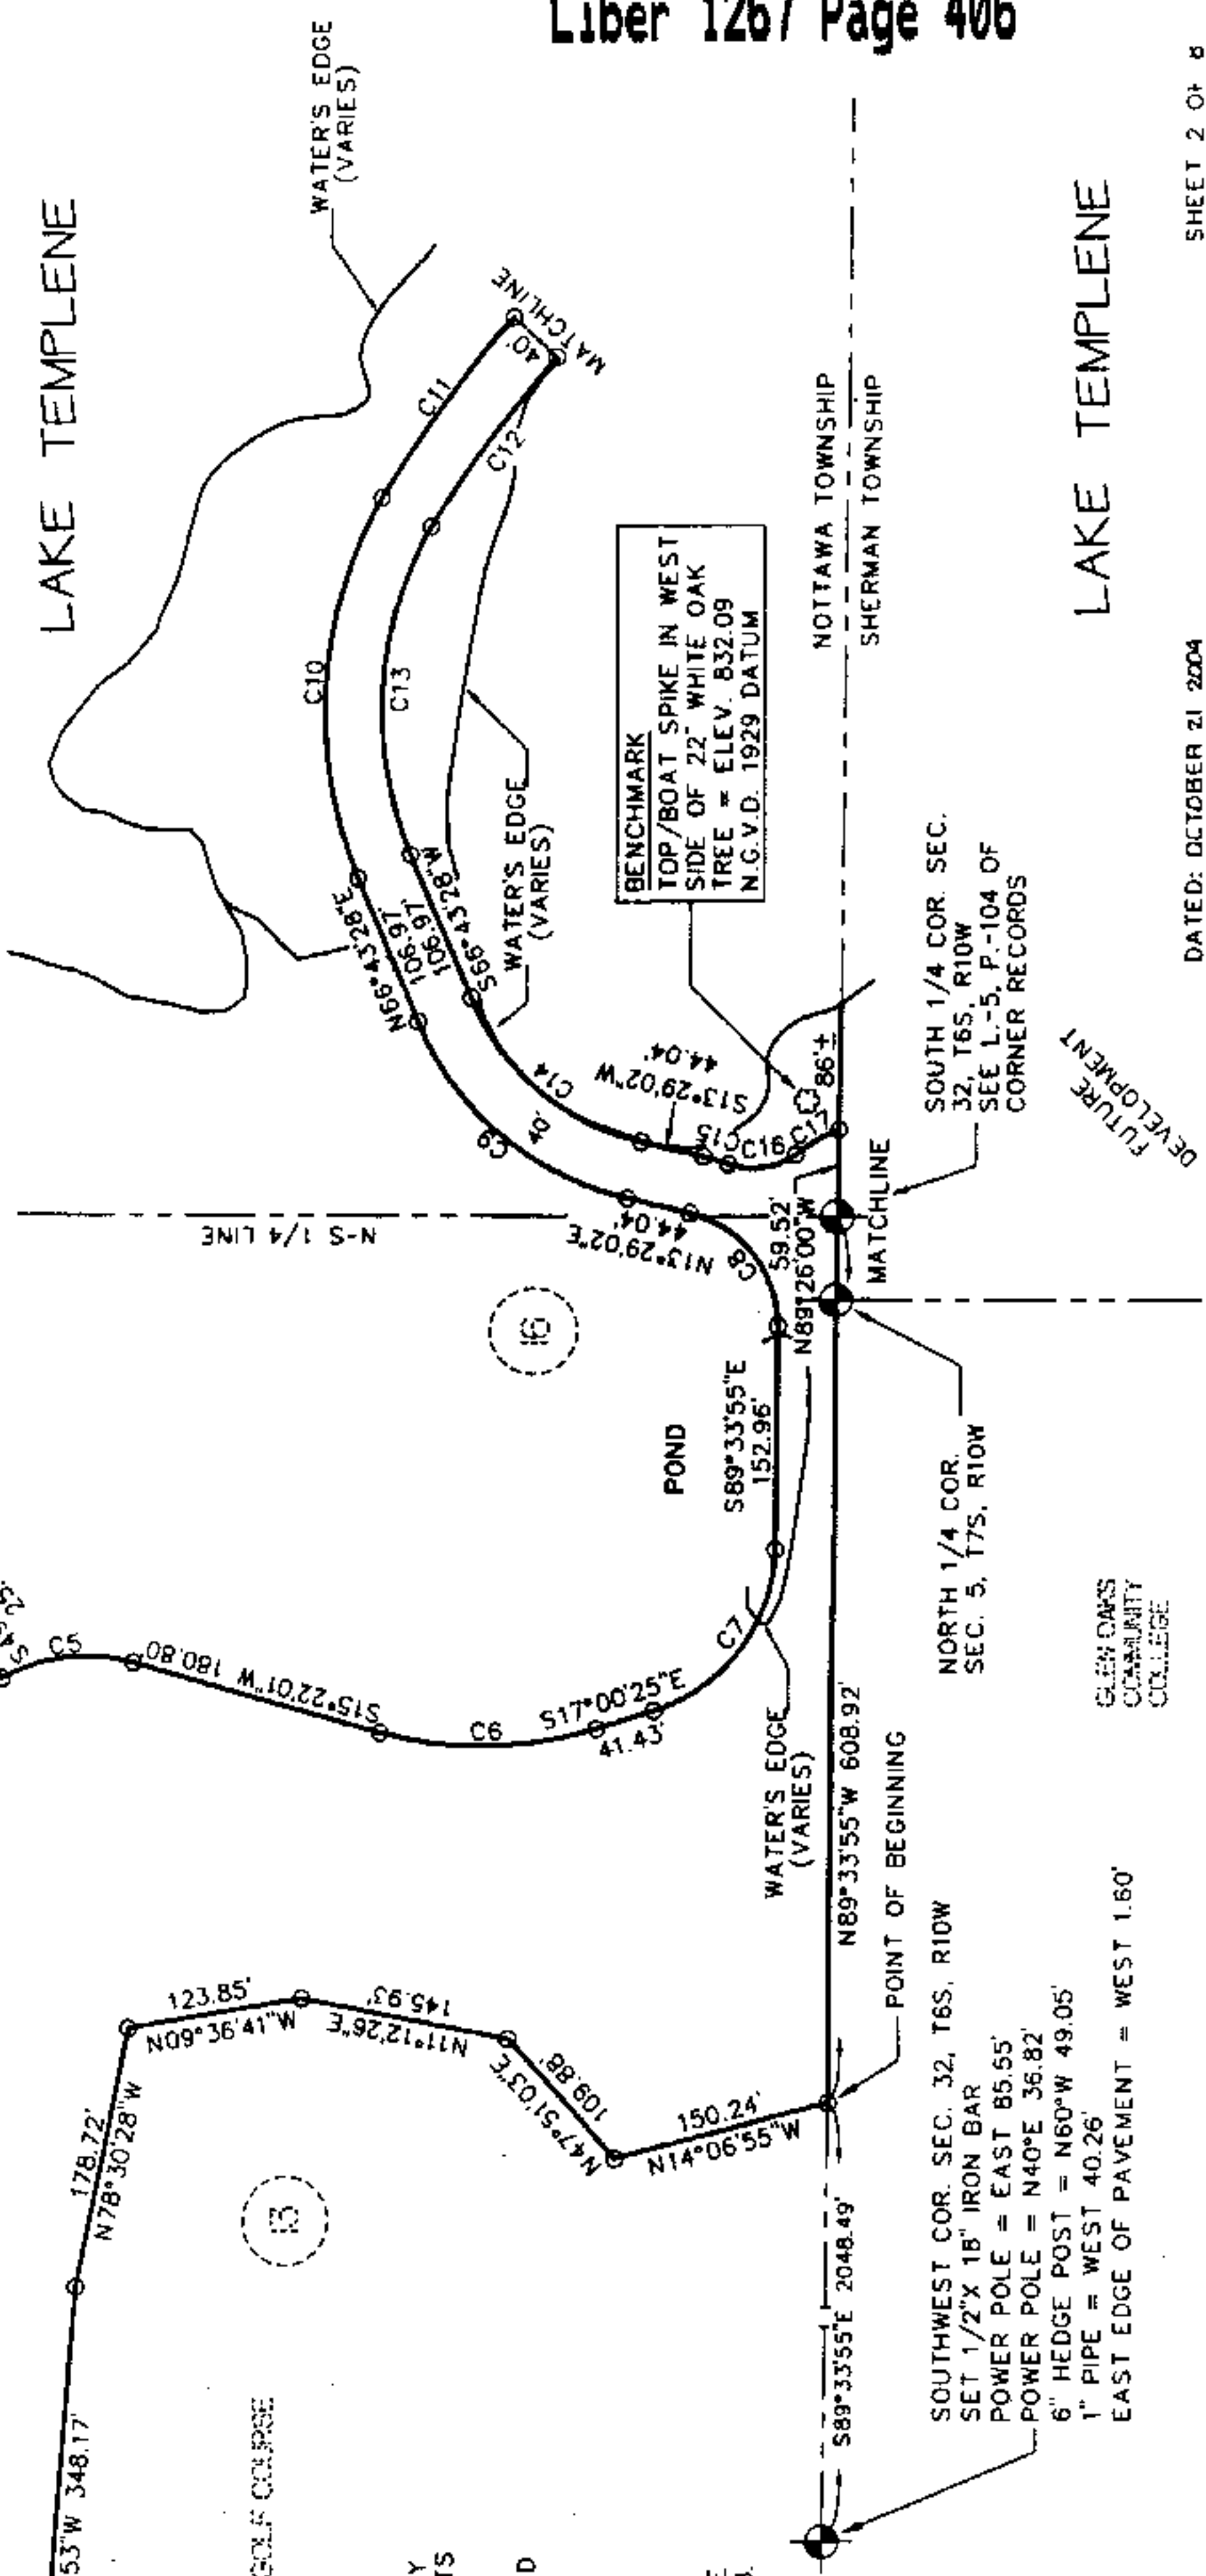 Liber 1267 Page 406
LAKE TEMPLENE
WATER'S EDGE
(VARIES)
MATCHLINE
40'
C11
C12
C10
C13
N66°43'28"E
106.97'
106.97'
S66°43'28"W
WATER'S EDGE
(VARIES)
C9
40'
C14
S13°29'02"W
44.04'
C15
C16
C17
86'±
BENCHMARK
TOP/BOAT SPIKE IN WEST
SIDE OF 22" WHITE OAK
TREE = ELEV. 832.09
N.G.V.D. 1929 DATUM
NOTTAWA TOWNSHIP
SHERMAN TOWNSHIP
LAKE TEMPLENE
SHEET 2 OF 8
DATED: OCTOBER 21 2004
SOUTH 1/4 COR. SEC.
32, T6S, R10W
SEE L.-5, P.-104 OF
CORNER RECORDS
FUTURE
DEVELOPMENT
MATCHLINE
N-S 1/4 LINE
N13°29'02"E
44.04'
C8
59.52'
N89°26'00"W
16
POND
S89°33'55"E
152.96'
C7
NORTH 1/4 COR.
SEC. 5, T7S, R10W
GLEN OAKS
COMMUNITY
COLLEGE
C5
S15°22'01"W 180.80'
C6
S17°00'25"E
41.43'
WATER'S EDGE
(VARIES)
N89°33'55"W 608.92'
POINT OF BEGINNING
123.85'
N09°36'41"W
N11°12'26"E
145.93'
N47°51'03"E
109.88'
150.24'
N14°06'55"W
178.72'
N78°30'28"W
13
53"W 348.17'
GOLF COURSE
Y
TS
D
S89°33'55"E 2048.49'
SOUTHWEST COR. SEC. 32, T6S, R10W
SET 1/2"X 18" IRON BAR
POWER POLE = EAST 85.55'
POWER POLE = N40°E 36.82'
6" HEDGE POST = N60°W 49.05'
1" PIPE = WEST 40.26'
EAST EDGE OF PAVEMENT = WEST 1.60'